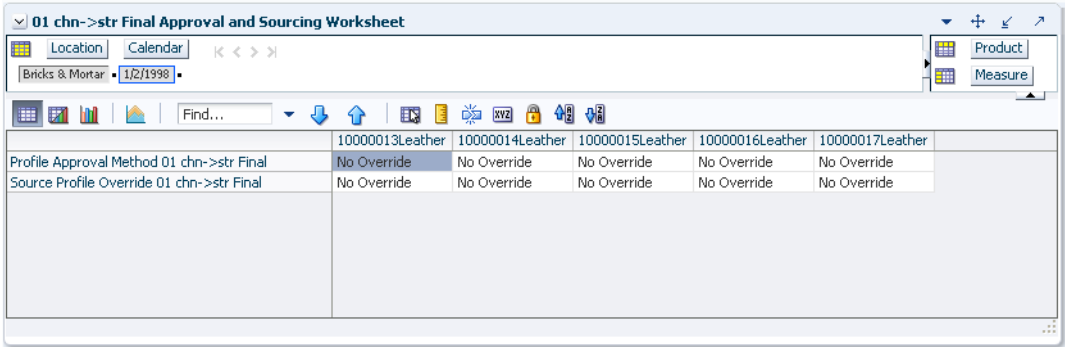 01 chn->str Final Approval and Sourcing Worksheet
Location Calendar Product
Bricks & Mortar 1/2/1998 Measure
Find... XYZ
10000013Leather 10000014Leather 10000015Leather 10000016Leather 10000017Leather
Profile Approval Method 01 chn->str Final No Override No Override No Override No Override No Override
Source Profile Override 01 chn->str Final No Override No Override No Override No Override No Override